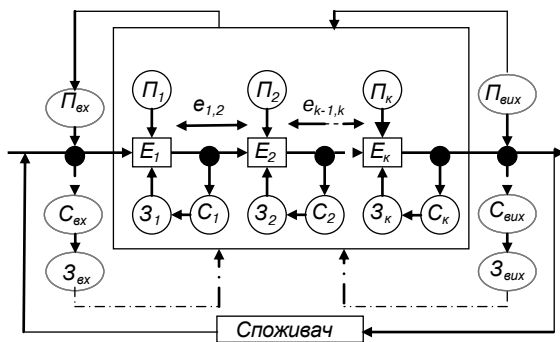 П1 П2 Пк
Пвх e1,2 ek-1,k Пвих
E1 E2 Eк
Свх З1 С1 З2 С2 Зк Ск Свих
Звх Звих
Споживач